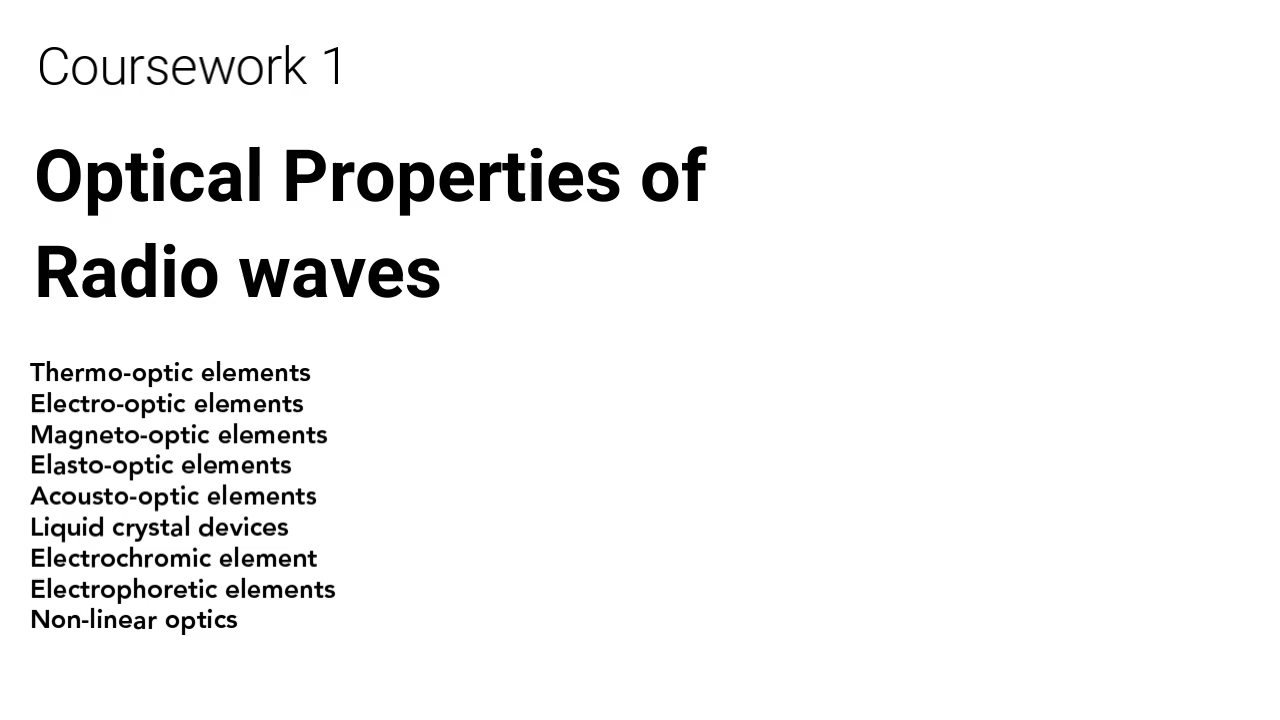 Coursework 1
Optical Properties of
Radio waves
Thermo-optic elements
Electro-optic elements
Magneto-optic elements
Elasto-optic elements
Acousto-optic elements
Liquid crystal devices
Electrochromic element
Electrophoretic elements
Non-linear optics